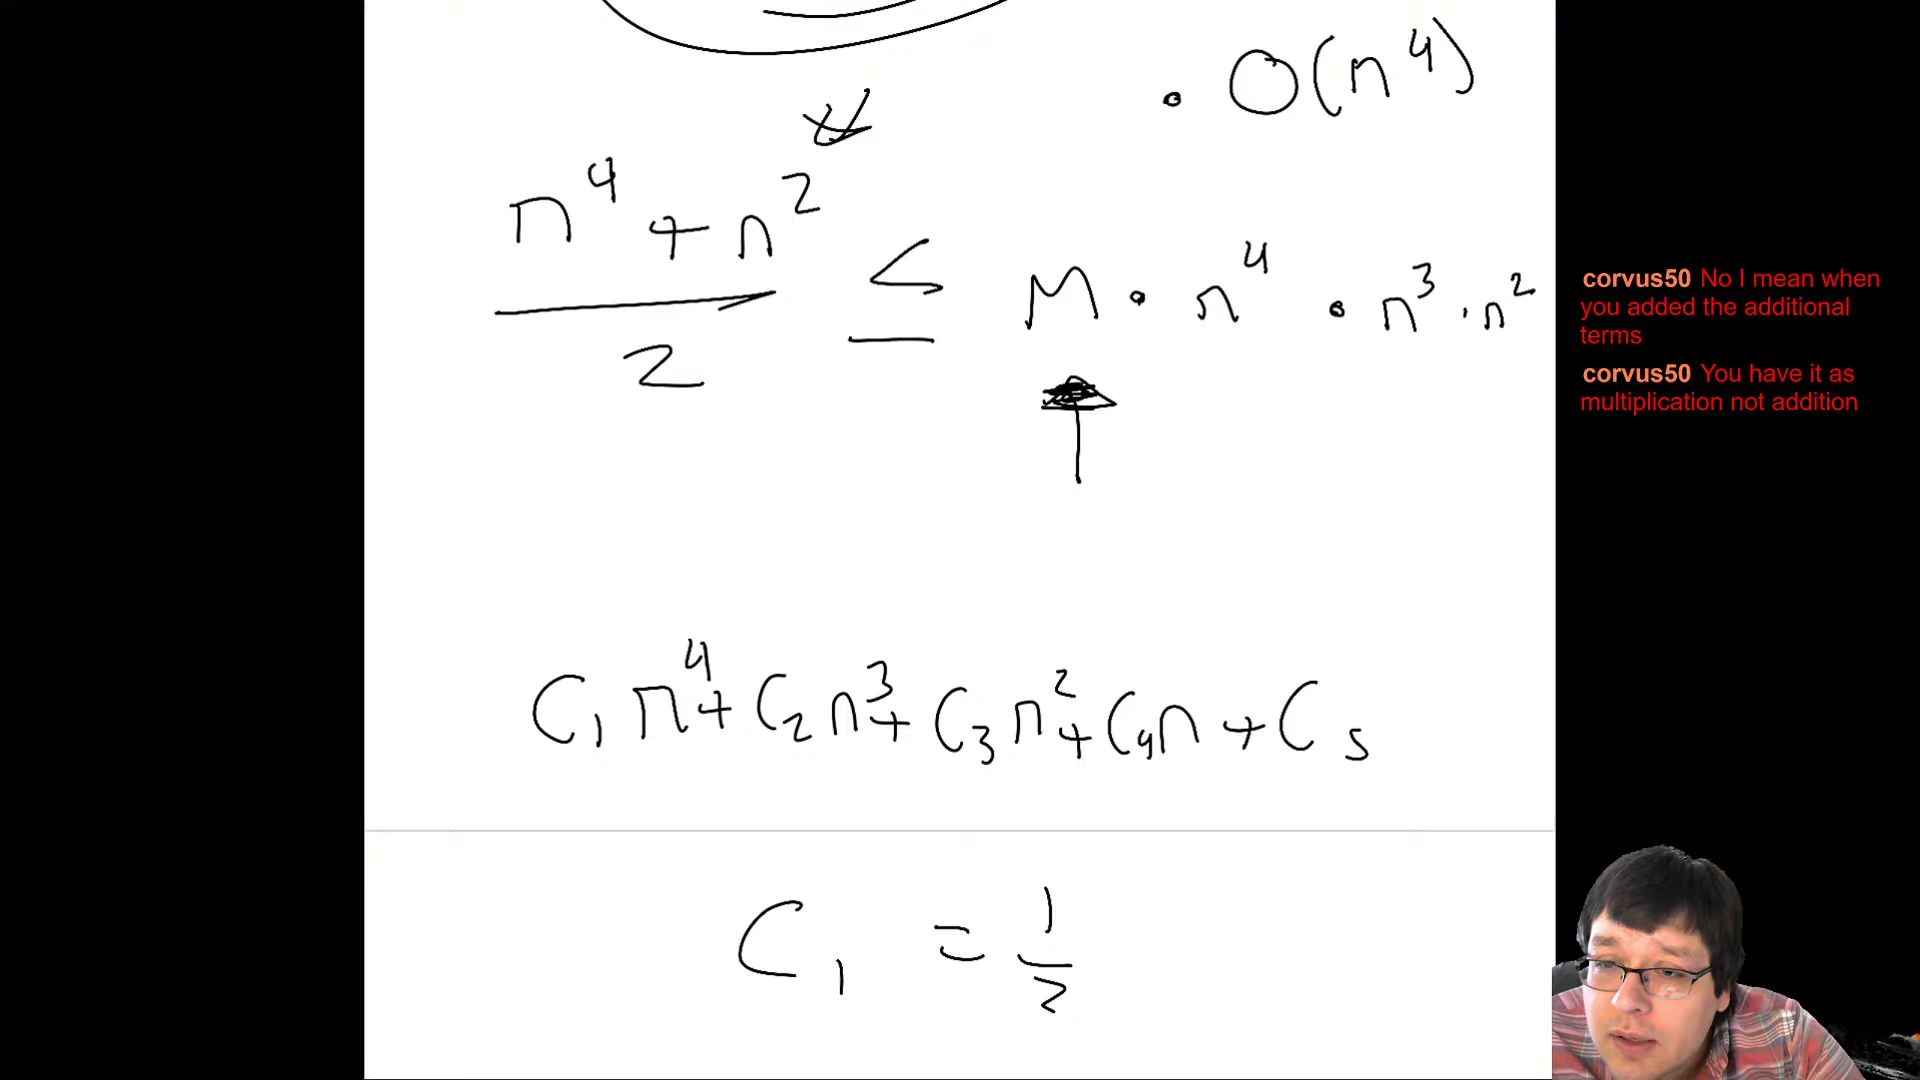 · O(n⁴)
n⁴ + n²
―――
2
≤ M · n⁴ · n³ · n²
C₁n⁴ + C₂n³ + C₃n² + C₄n + C₅
C₁ = 1/2
corvus50 No I mean when
you added the additional
terms
corvus50 You have it as
multiplication not addition